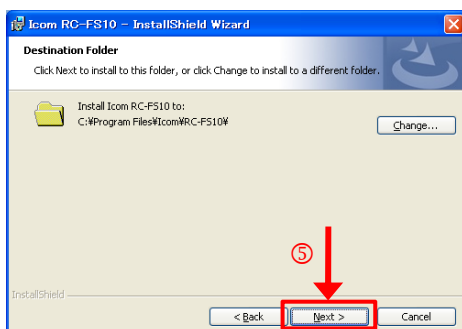 Icom RC-FS10 - InstallShield Wizard
Destination Folder
Click Next to install to this folder, or click Change to install to a different folder.
Install Icom RC-FS10 to:
C:¥Program Files¥Icom¥RC-FS10¥
Change...
⑤
InstallShield
< Back
Next >
Cancel